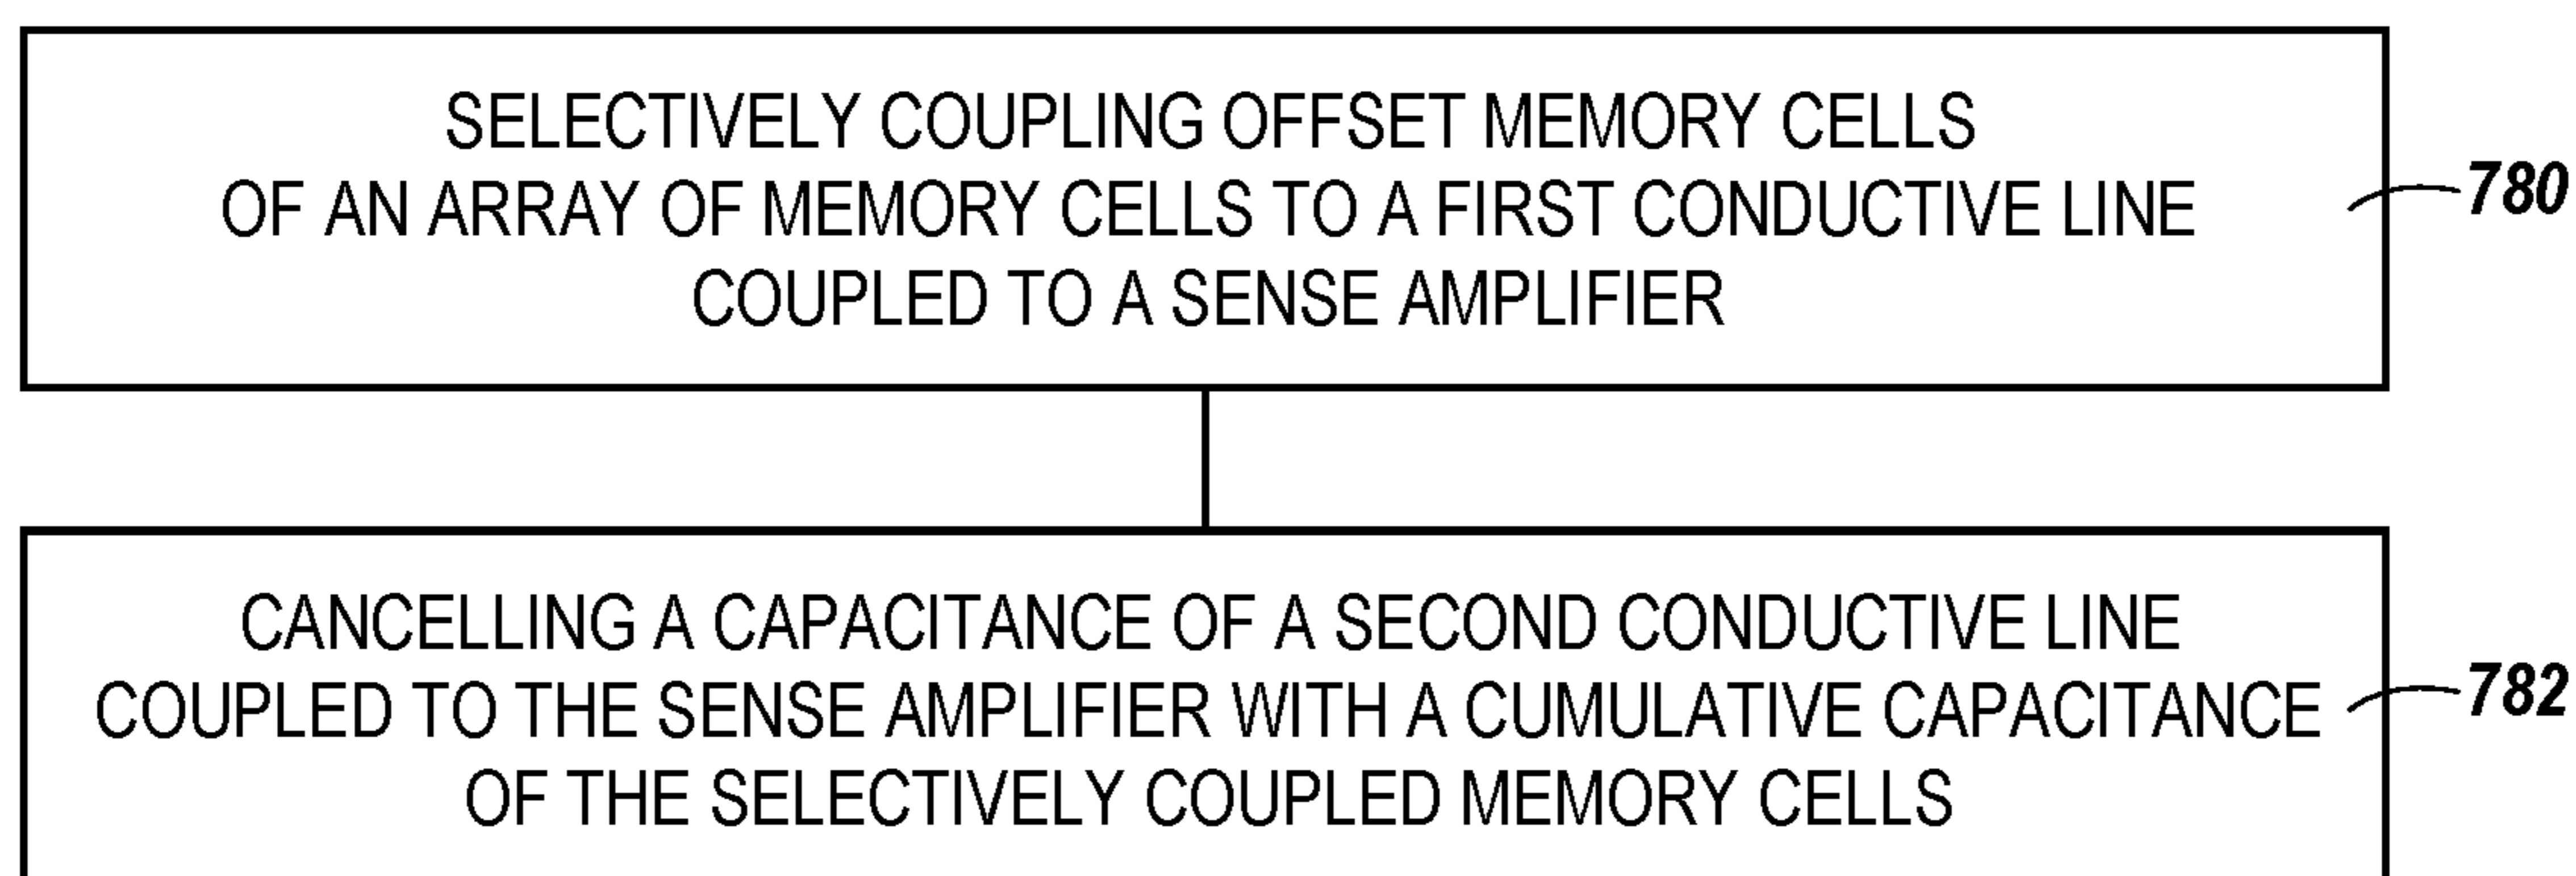 SELECTIVELY COUPLING OFFSET MEMORY CELLS
OF AN ARRAY OF MEMORY CELLS TO A FIRST CONDUCTIVE LINE
COUPLED TO A SENSE AMPLIFIER
780
CANCELLING A CAPACITANCE OF A SECOND CONDUCTIVE LINE
COUPLED TO THE SENSE AMPLIFIER WITH A CUMULATIVE CAPACITANCE
OF THE SELECTIVELY COUPLED MEMORY CELLS
782